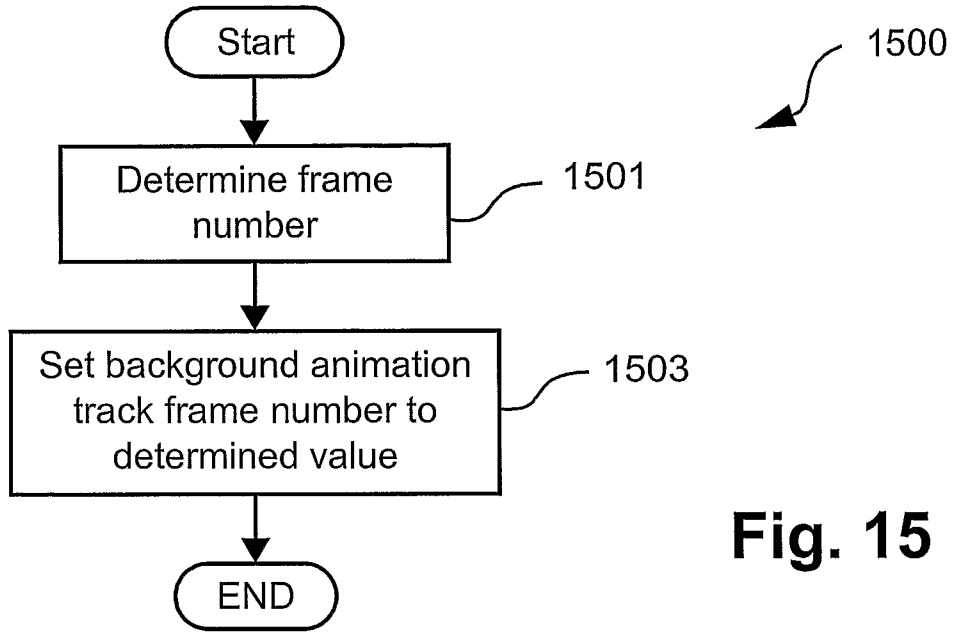 Start
1500
Determine frame
number
1501
Set background animation
track frame number to
determined value
1503
END
Fig. 15